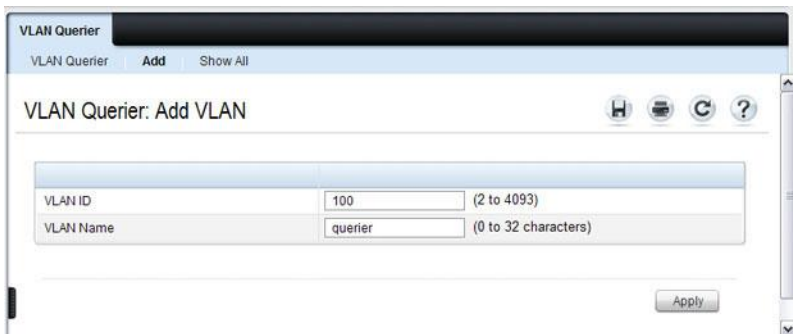 VLAN Querier
VLAN Querier Add Show All
VLAN Querier: Add VLAN
?
VLAN ID 100 (2 to 4093)
VLAN Name querier (0 to 32 characters)
Apply